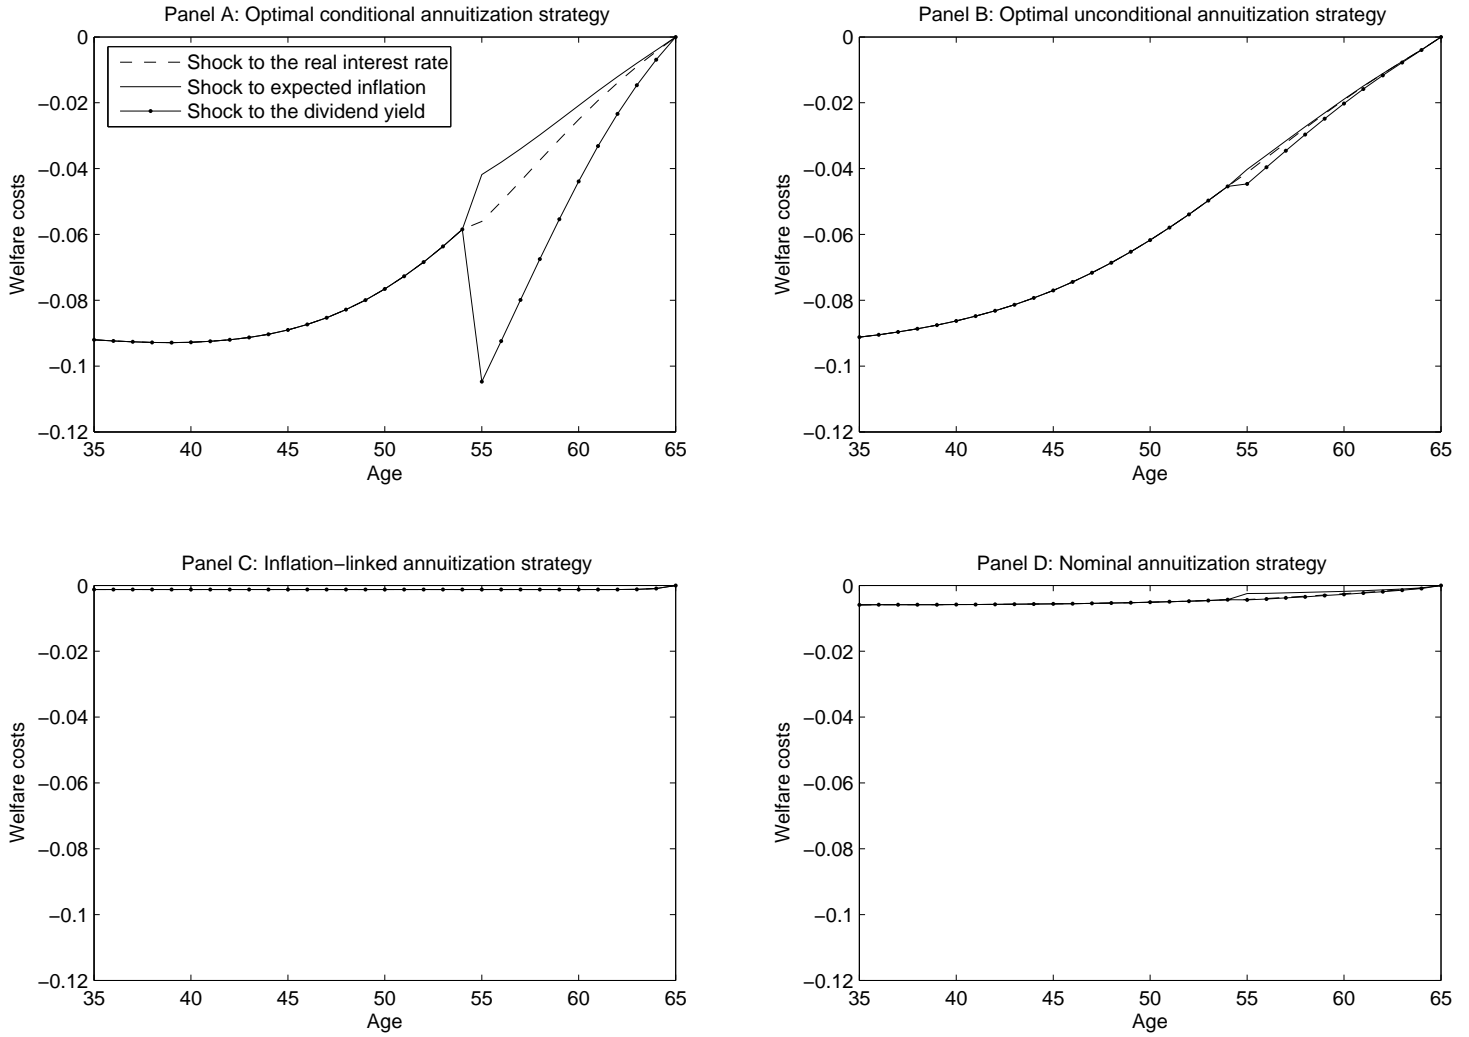 Panel A: Optimal conditional annuitization strategy
0
−0.02
−0.04
−0.06
−0.08
−0.1
−0.12
Welfare costs
Shock to the real interest rate
Shock to expected inflation
Shock to the dividend yield
35 40 45 50 55 60 65
Age
Panel B: Optimal unconditional annuitization strategy
0
−0.02
−0.04
−0.06
−0.08
−0.1
−0.12
Welfare costs
35 40 45 50 55 60 65
Age
Panel C: Inflation−linked annuitization strategy
0
−0.02
−0.04
−0.06
−0.08
−0.1
−0.12
Welfare costs
35 40 45 50 55 60 65
Age
Panel D: Nominal annuitization strategy
0
−0.02
−0.04
−0.06
−0.08
−0.1
−0.12
Welfare costs
35 40 45 50 55 60 65
Age